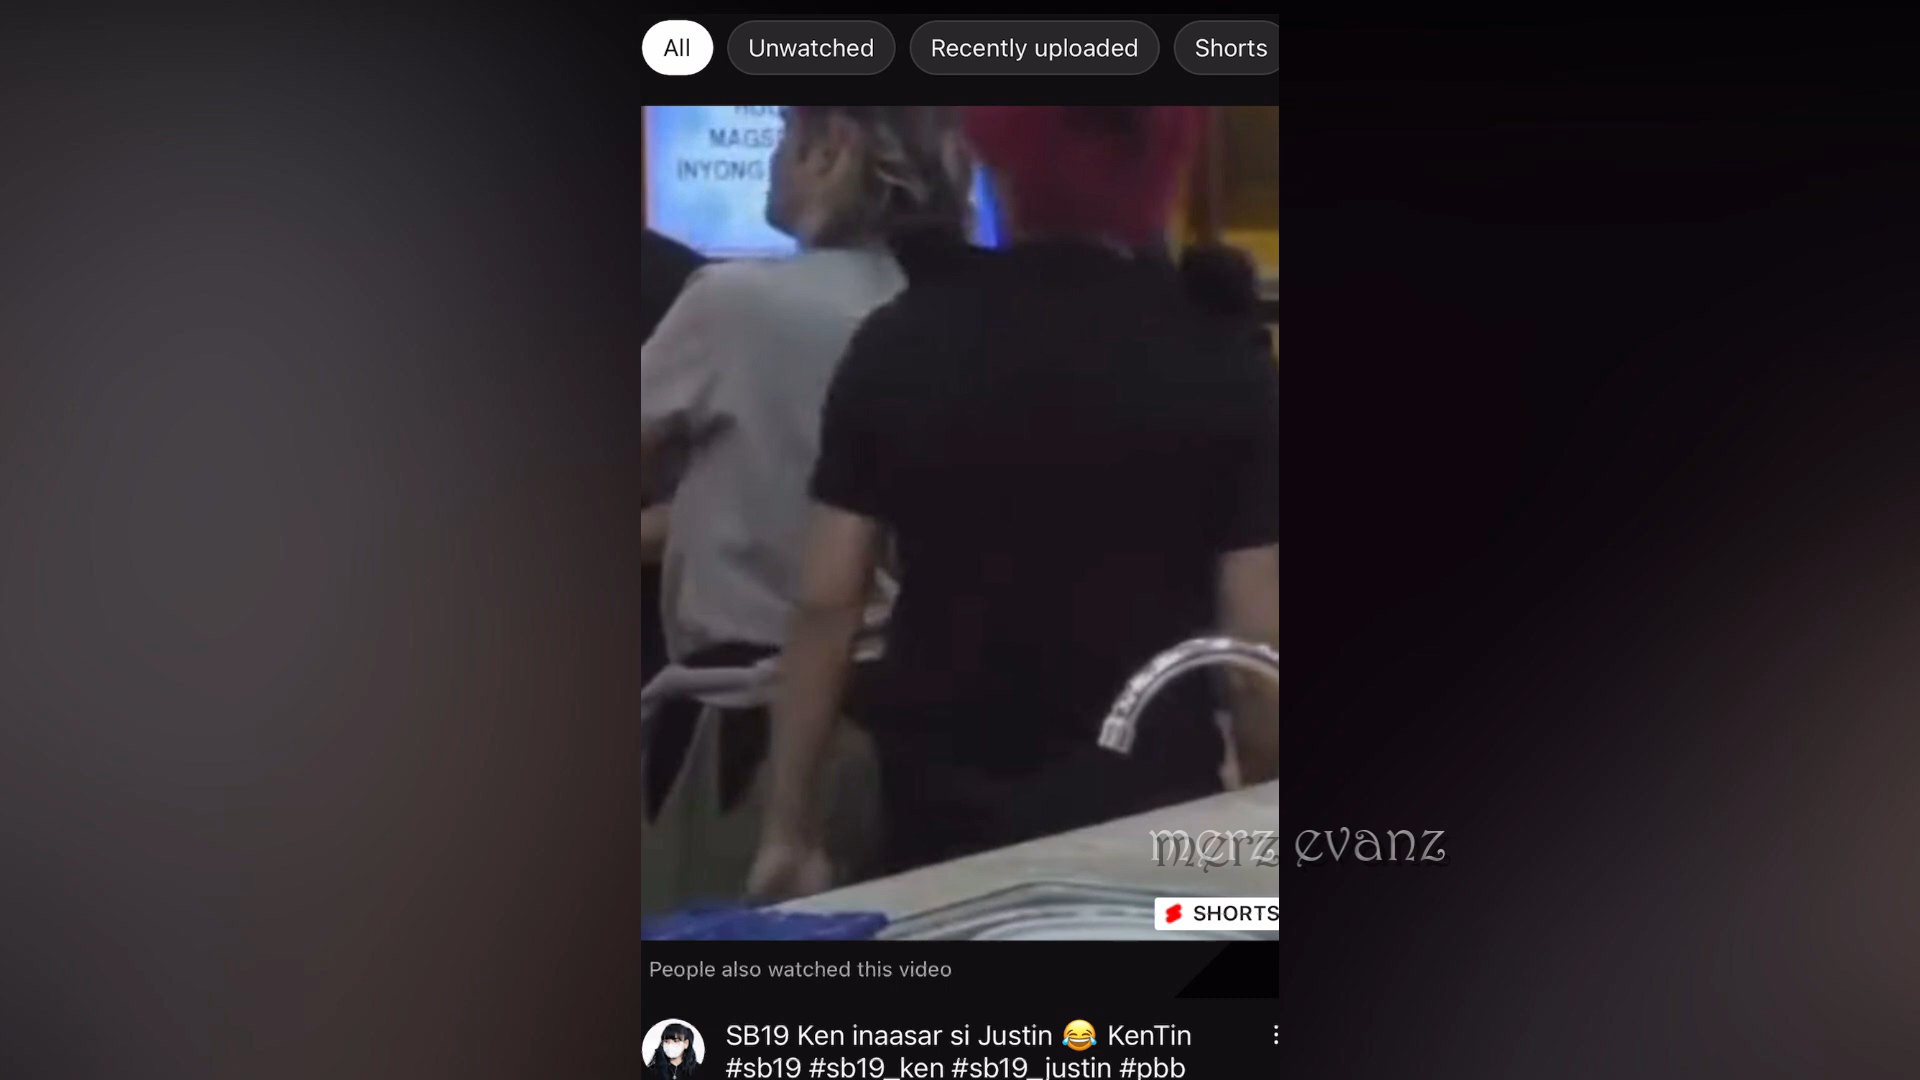 All
Unwatched
Recently uploaded
Shorts
MAGS
INYONG
merz evanz
SHORTS
People also watched this video
SB19 Ken inaasar si Justin 😂 KenTin
#sb19 #sb19_ken #sb19_justin #pbb